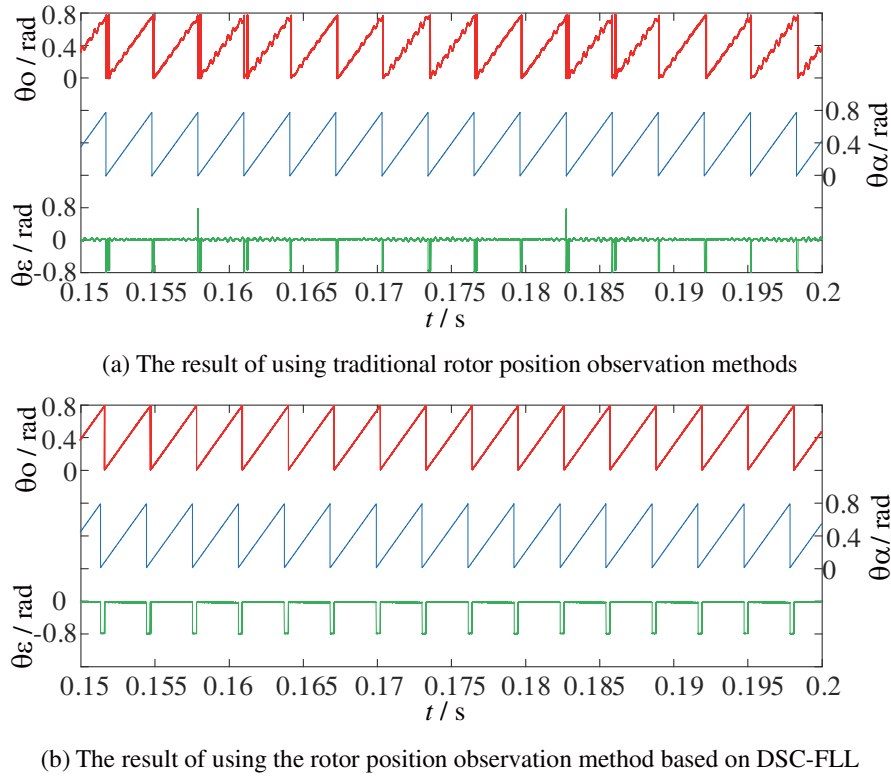 0.8
0.4
0
θo / rad
0.8
0.4
0
θα/ rad
0.8
0
-0.8
θε / rad
0.15 0.155 0.16 0.165 0.17 0.175 0.18 0.185 0.19 0.195 0.2
t / s
(a) The result of using traditional rotor position observation methods
0.8
0.4
0
θo / rad
0.8
0.4
0
θα/ rad
0
-0.8
θε / rad
0.15 0.155 0.16 0.165 0.17 0.175 0.18 0.185 0.19 0.195 0.2
t / s
(b) The result of using the rotor position observation method based on DSC-FLL